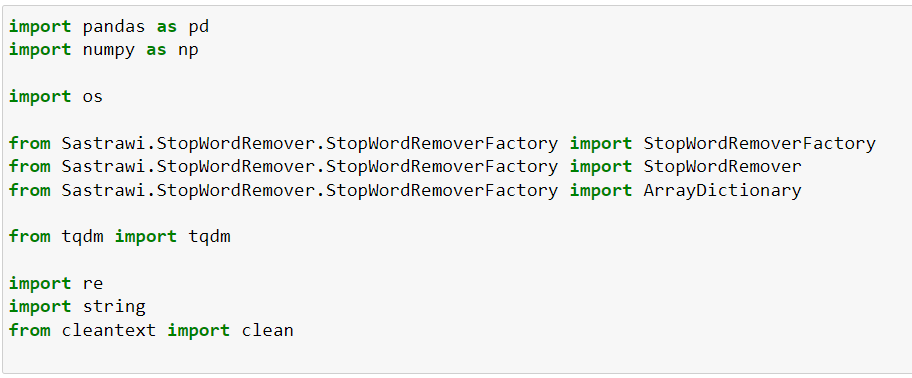 import pandas as pd
import numpy as np
import os
from Sastrawi.StopWordRemover.StopWordRemoverFactory import StopWordRemoverFactory
from Sastrawi.StopWordRemover.StopWordRemoverFactory import StopWordRemover
from Sastrawi.StopWordRemover.StopWordRemoverFactory import ArrayDictionary
from tqdm import tqdm
import re
import string
from cleantext import clean